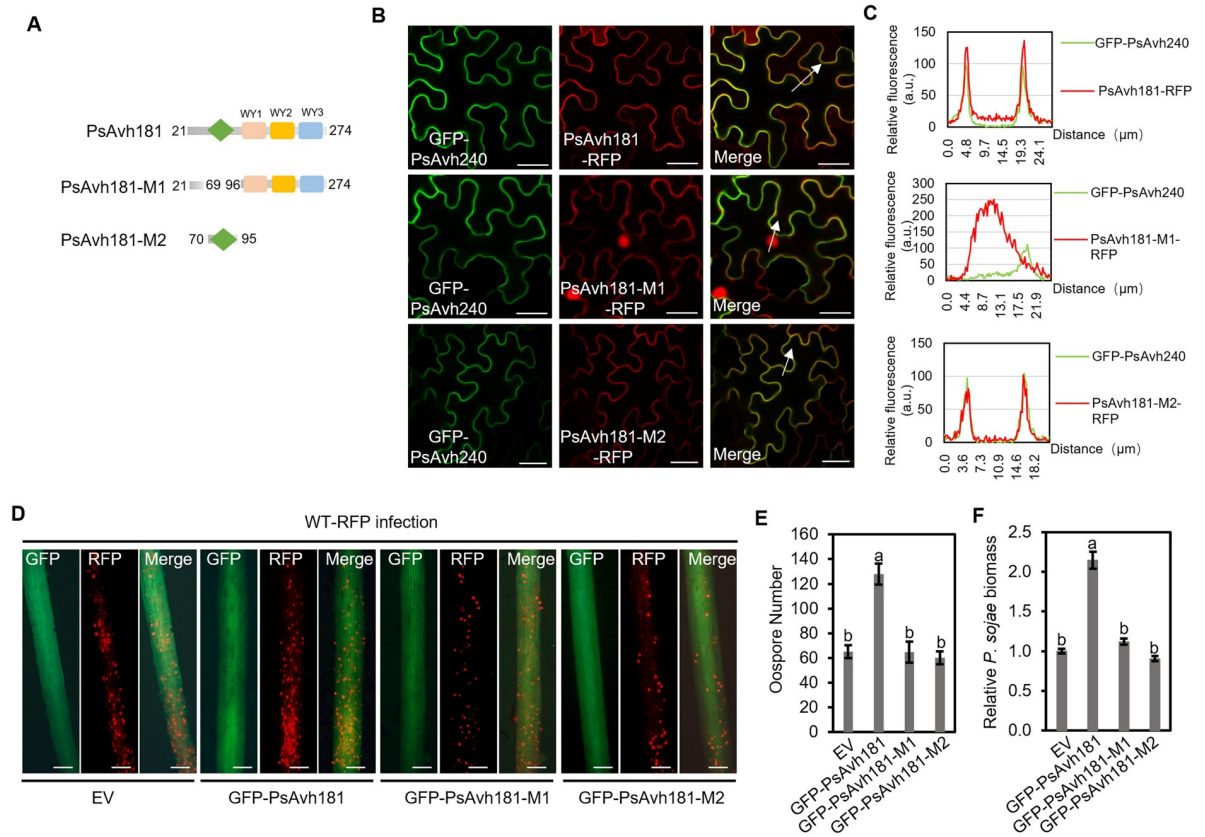 A
PsAvh181 21 WY1 WY2 WY3 274
PsAvh181-M1 21 69 96 274
PsAvh181-M2 70 95
B
GFP-
PsAvh240
PsAvh181
-RFP
Merge
GFP-
PsAvh240
PsAvh181-M1
-RFP
Merge
GFP-
PsAvh240
PsAvh181-M2
-RFP
Merge
C
Relative fluorescence
(a.u.)
150
100
50
0
0.0 4.8 9.7 14.5 19.3 24.1
Distance（μm)
GFP-PsAvh240
PsAvh181-RFP
Relative fluorescence
(a.u.)
300
250
200
150
100
50
0
0.0 4.4 8.7 13.1 17.5 21.9
Distance（μm)
GFP-PsAvh240
PsAvh181-M1-
RFP
Relative fluorescence
(a.u.)
150
100
50
0
0.0 3.6 7.3 10.9 14.6 18.2
Distance（μm)
GFP-PsAvh240
PsAvh181-M2-
RFP
D
WT-RFP infection
GFP RFP Merge GFP RFP Merge GFP RFP Merge GFP RFP Merge
EV GFP-PsAvh181 GFP-PsAvh181-M1 GFP-PsAvh181-M2
E
Oospore Number
160
140
120
100
80
60
40
20
0
b a b b
EV
GFP-PsAvh181
GFP-PsAvh181-M1
GFP-PsAvh181-M2
F
Relative P. sojae biomass
2.5
2.0
1.5
1.0
0.5
0.0
b a b b
EV
GFP-PsAvh181
GFP-PsAvh181-M1
GFP-PsAvh181-M2